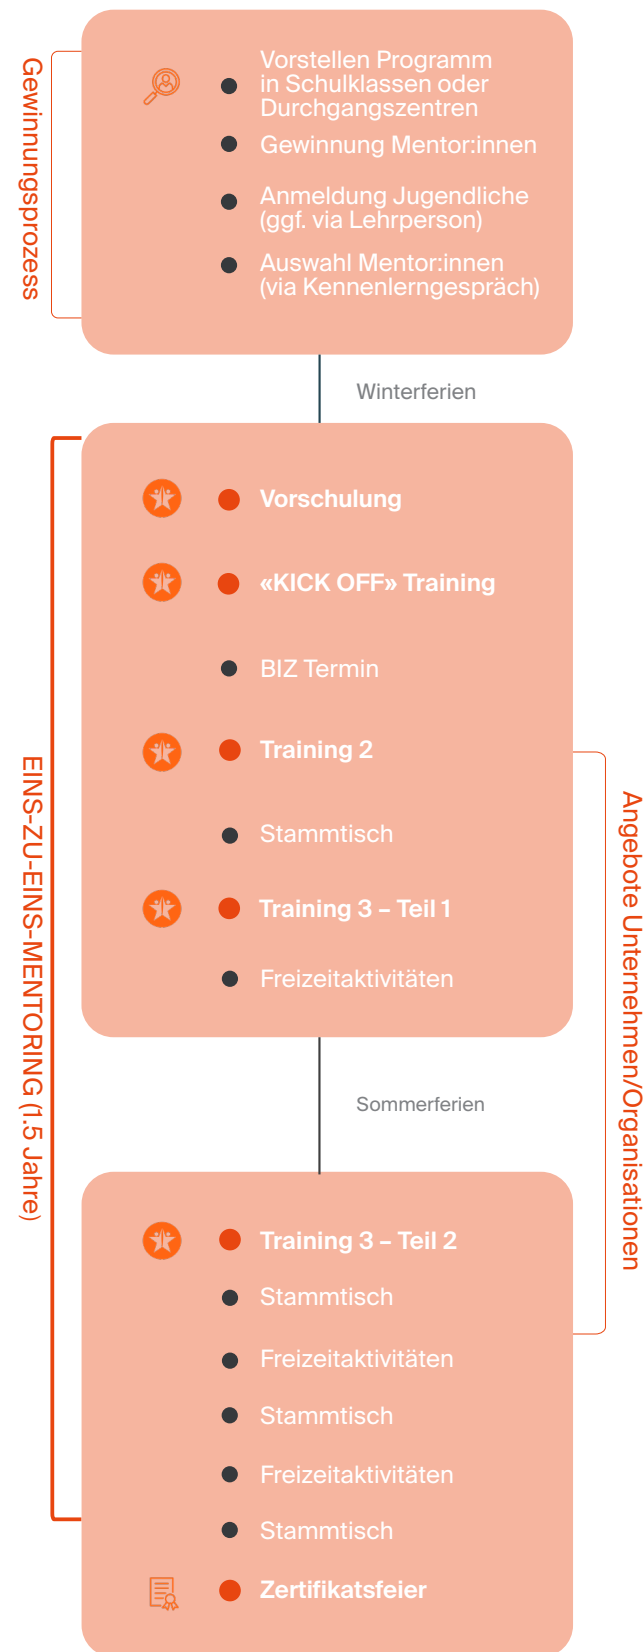 Gewinnungsprozess
Vorstellen Programm
in Schulklassen oder
Durchgangszentren
Gewinnung Mentor:innen
Anmeldung Jugendliche
(ggf. via Lehrperson)
Auswahl Mentor:innen
(via Kennenlerngespräch)
Winterferien
EINS-ZU-EINS-MENTORING (1.5 Jahre)
Vorschulung
«KICK OFF» Training
BIZ Termin
Training 2
Stammtisch
Training 3 – Teil 1
Freizeitaktivitäten
Angebote Unternehmen/Organisationen
Sommerferien
Training 3 – Teil 2
Stammtisch
Freizeitaktivitäten
Stammtisch
Freizeitaktivitäten
Stammtisch
Zertifikatsfeier